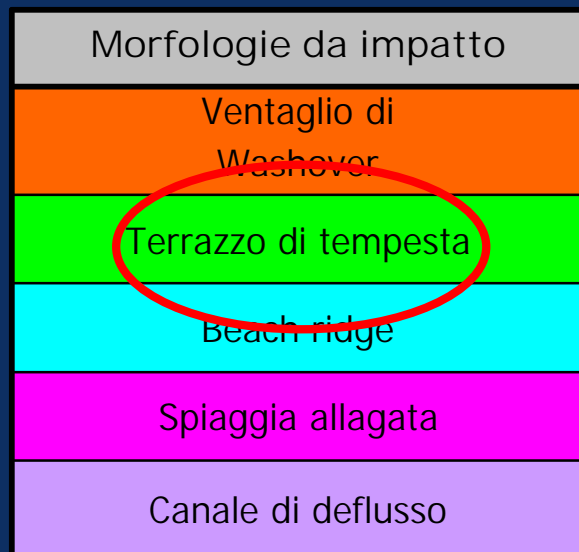 Morfologie da impatto
Ventaglio di
Washover
Terrazzo di tempesta
Beach ridge
Spiaggia allagata
Canale di deflusso